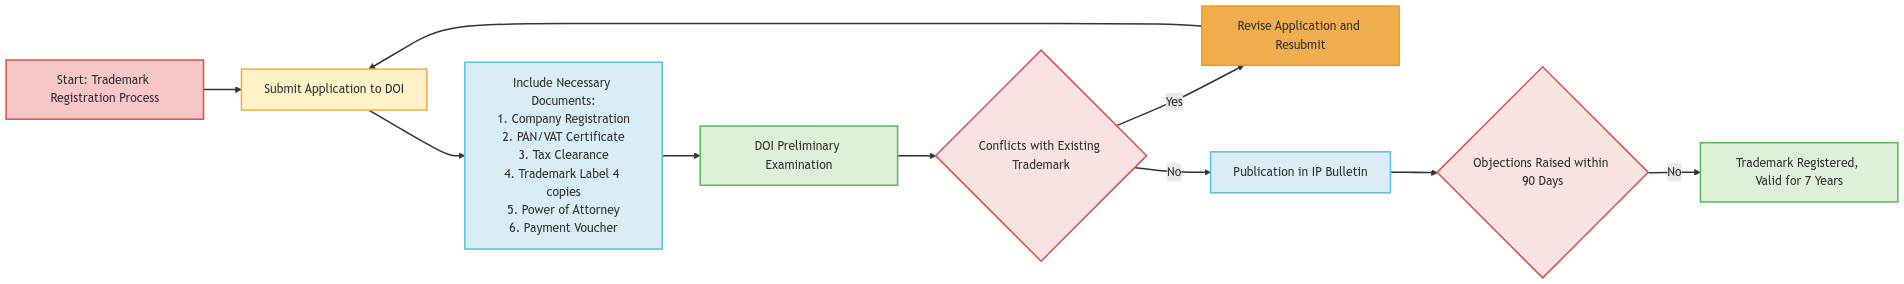 Start: Trademark
Registration Process
Submit Application to DOI
Include Necessary
Documents:
1. Company Registration
2. PAN/VAT Certificate
3. Tax Clearance
4. Trademark Label 4
copies
5. Power of Attorney
6. Payment Voucher
DOI Preliminary
Examination
Conflicts with Existing
Trademark
Yes
Revise Application and
Resubmit
No
Publication in IP Bulletin
Objections Raised within
90 Days
No
Trademark Registered,
Valid for 7 Years